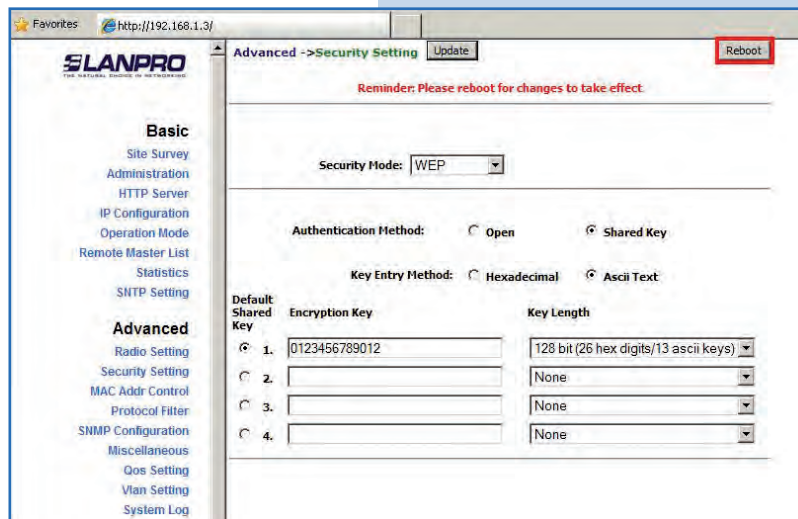 Favorites
http://192.168.1.3/
LANPRO
THE NATURAL CHOICE IN NETWORKING
Basic
Site Survey
Administration
HTTP Server
IP Configuration
Operation Mode
Remote Master List
Statistics
SNTP Setting
Advanced
Radio Setting
Security Setting
MAC Addr Control
Protocol Filter
SNMP Configuration
Miscellaneous
Qos Setting
Vlan Setting
System Log
Advanced ->Security Setting Update Reboot
Reminder: Please reboot for changes to take effect.
Security Mode: WEP
Authentication Method: Open Shared Key
Key Entry Method: Hexadecimal Ascii Text
Default
Shared Encryption Key Key Length
Key
1. 0123456789012 128 bit (26 hex digits/13 ascii keys)
2. None
3. None
4. None